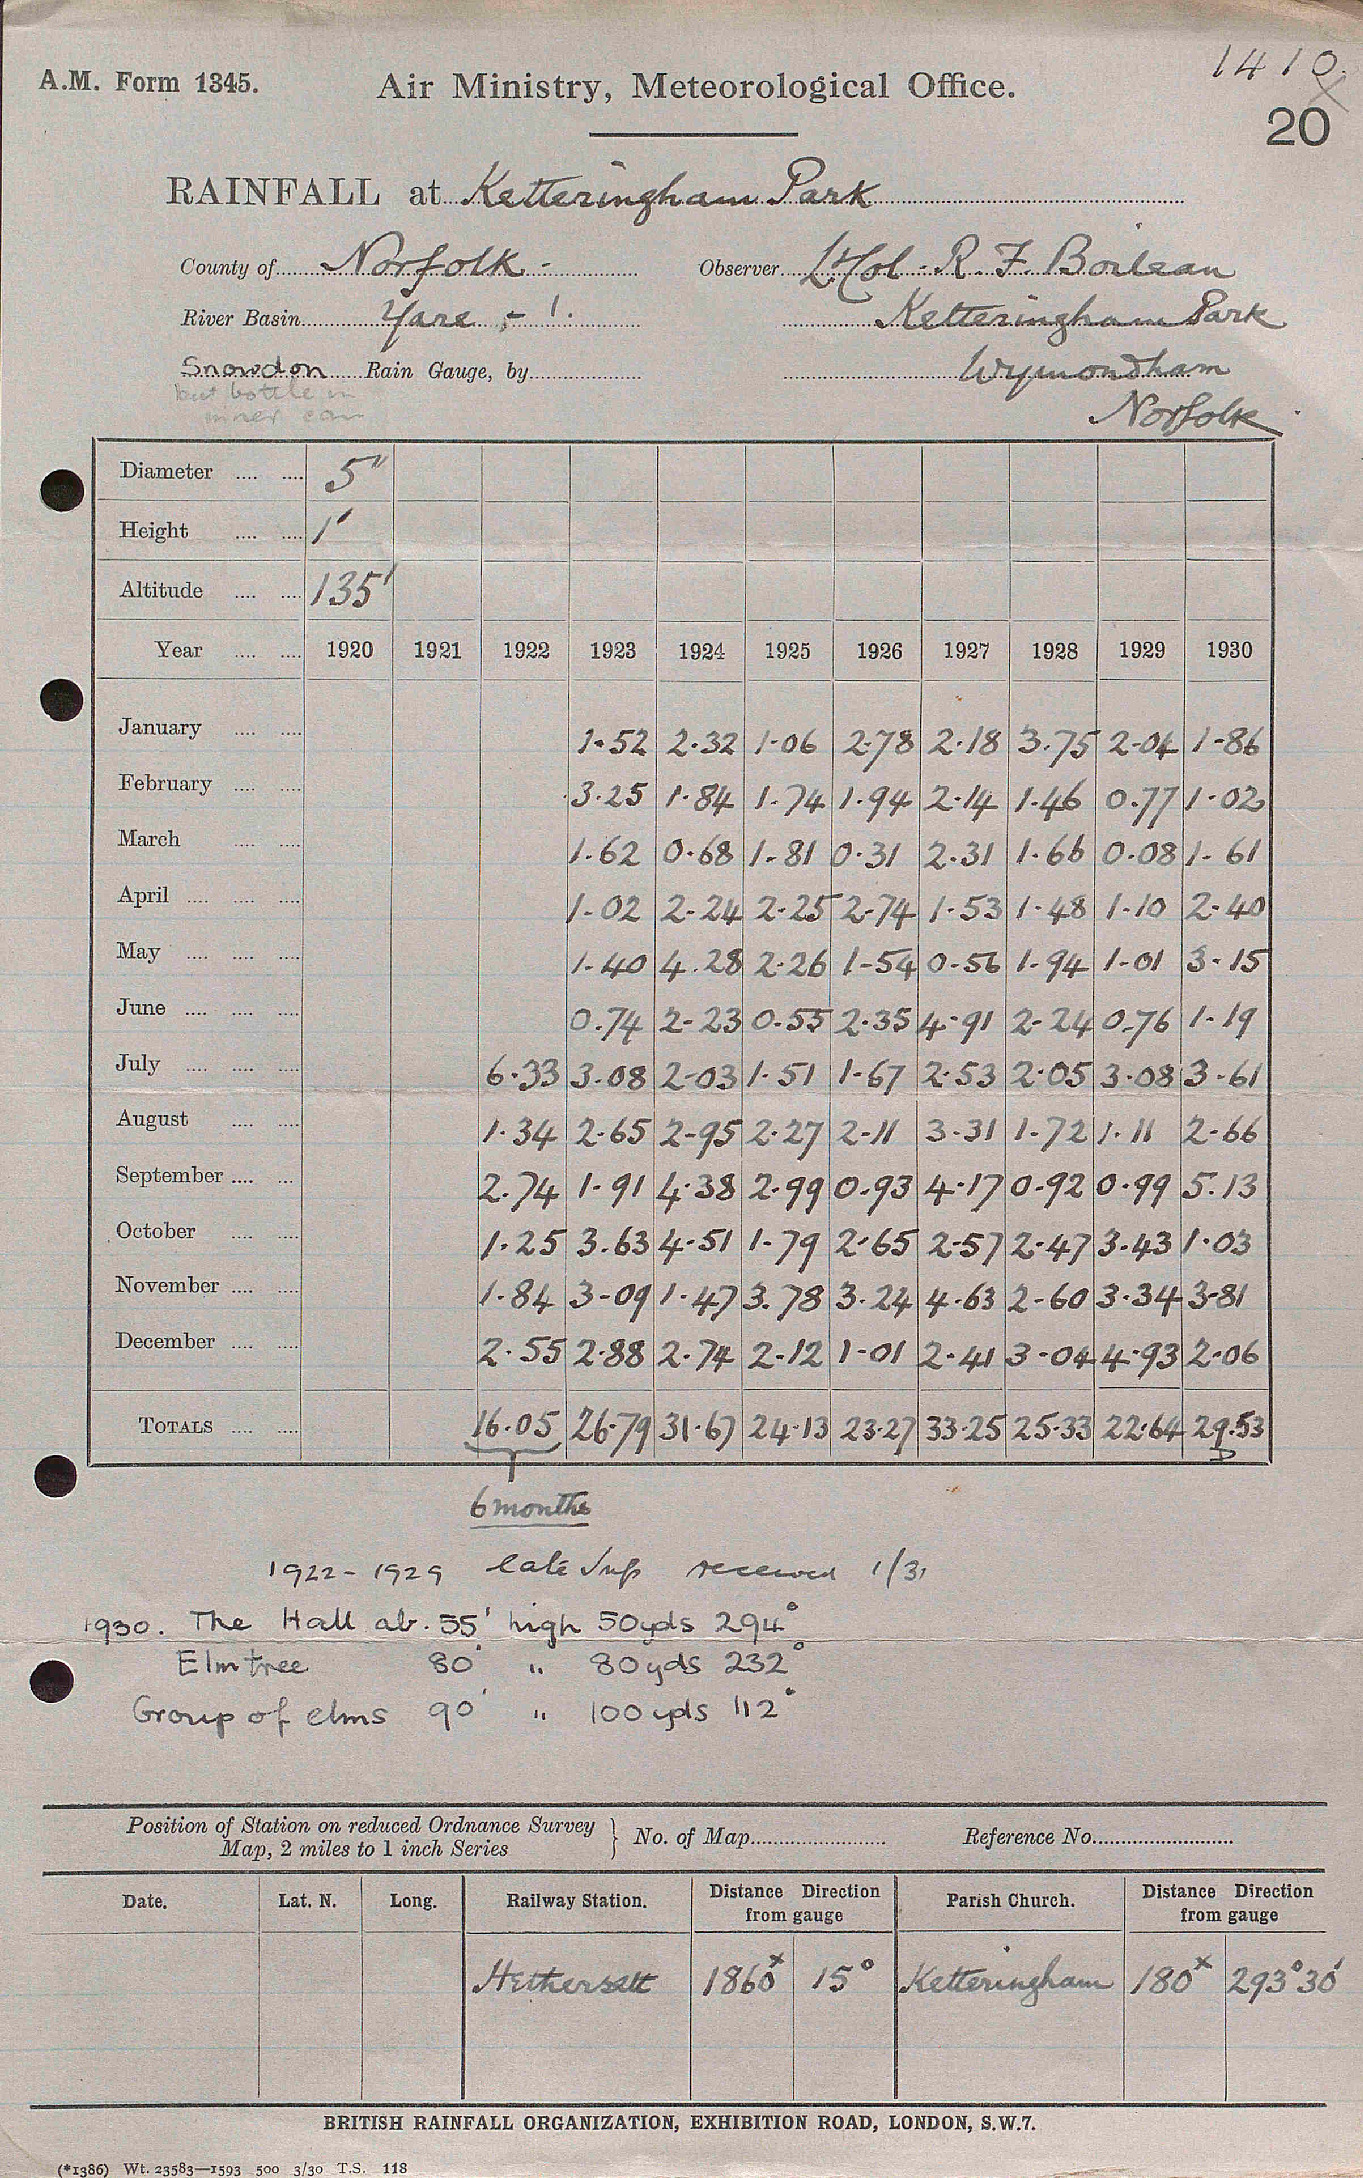 1410
A.M. Form 1345. Air Ministry, Meteorological Office.
20
RAINFALL at Ketteringham Park
County of Norfolk - Observer Lt Col. R. F. Boileau
River Basin Yare - 1. Ketteringham Park
Snowdon Rain Gauge, by Wymondham
but bottle in
inner can Norfolk
Diameter 5"
Height 1'
Altitude 135'
Year 1920 1921 1922 1923 1924 1925 1926 1927 1928 1929 1930
January 1.52 2.32 1.06 2.78 2.18 3.75 2.04 1.86
February 3.25 1.84 1.74 1.94 2.14 1.46 0.77 1.02
March 1.62 0.68 1.81 0.31 2.31 1.66 0.08 1.61
April 1.02 2.24 2.25 2.74 1.53 1.48 1.10 2.40
May 1.40 4.28 2.26 1.54 0.56 1.94 1.01 3.15
June 0.74 2.23 0.55 2.35 4.91 2.24 0.76 1.19
July 6.33 3.08 2.03 1.51 1.67 2.53 2.05 3.08 3.61
August 1.34 2.65 2.95 2.27 2.11 3.31 1.72 1.11 2.66
September 2.74 1.91 4.38 2.99 0.93 4.17 0.92 0.99 5.13
October 1.25 3.63 4.51 1.79 2.65 2.57 2.47 3.43 1.03
November 1.84 3.09 1.47 3.78 3.24 4.63 2.60 3.34 3.81
December 2.55 2.88 2.74 2.12 1.01 2.41 3.04 4.93 2.06
TOTALS 16.05 26.79 31.67 24.13 23.27 33.25 25.33 22.64 29.53
D
6 months
1922 - 1929 late received 1/31
1930. The Hall ab. 55' high 50yds 294°
Elm tree 80' " 80yds 232°
Group of elms 90' " 100yds 112°
Position of Station on reduced Ordnance Survey
Map, 2 miles to 1 inch Series } No. of Map Reference No.
Date. Lat. N. Long. Railway Station. Distance Direction from gauge Parish Church. Distance Direction from gauge
Hethersett 1860x 15° Ketteringham 180x 293°30'
BRITISH RAINFALL ORGANIZATION, EXHIBITION ROAD, LONDON, S.W.7.
(*1386) Wt. 23583—1593 500 3/30 T.S. 118